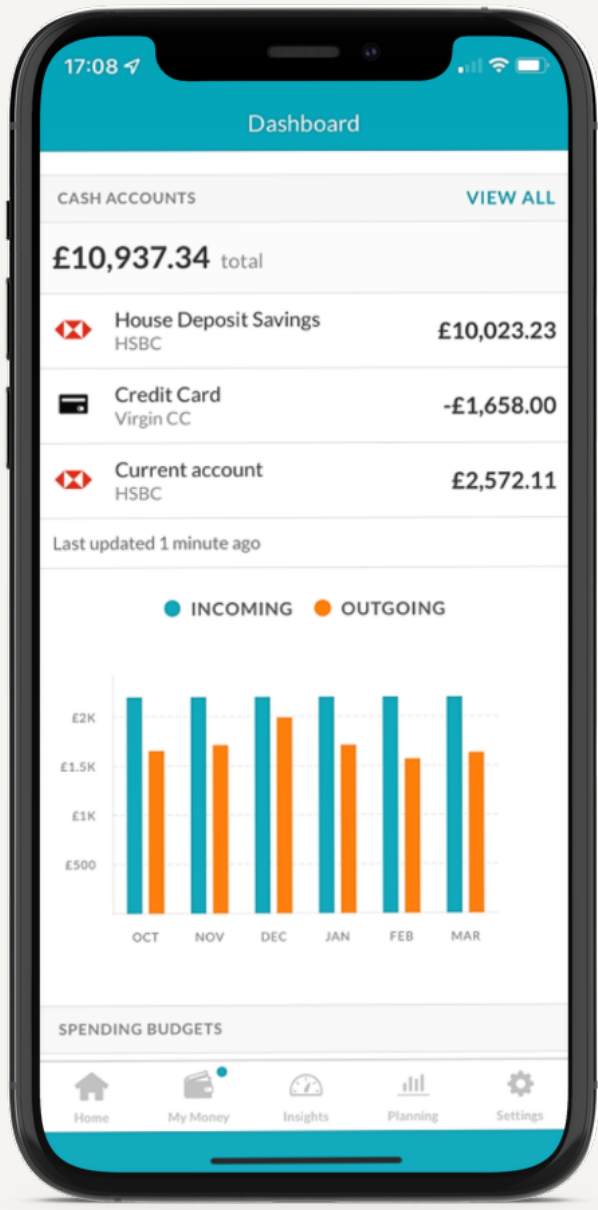 17:08
Dashboard
CASH ACCOUNTS VIEW ALL
£10,937.34 total
House Deposit Savings £10,023.23
HSBC
Credit Card -£1,658.00
Virgin CC
Current account £2,572.11
HSBC
Last updated 1 minute ago
INCOMING OUTGOING
£2K
£1.5K
£1K
£500
OCT NOV DEC JAN FEB MAR
SPENDING BUDGETS
Home My Money Insights Planning Settings